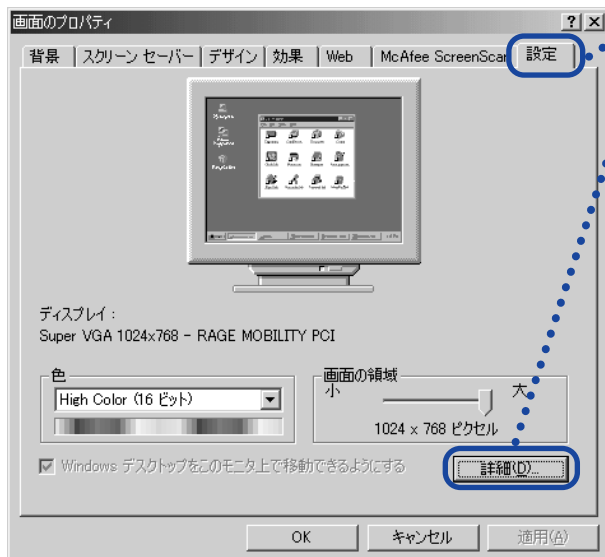 画面のプロパティ
背景 スクリーン セーバー デザイン 効果 Web McAfee ScreenScan 設定
ディスプレイ :
Super VGA 1024x768 - RAGE MOBILITY PCI
色
High Color (16 ビット)
画面の領域
小 大
1024 x 768 ピクセル
Windows デスクトップをこのモニタ上で移動できるようにする
詳細(D)...
OK キャンセル 適用(A)